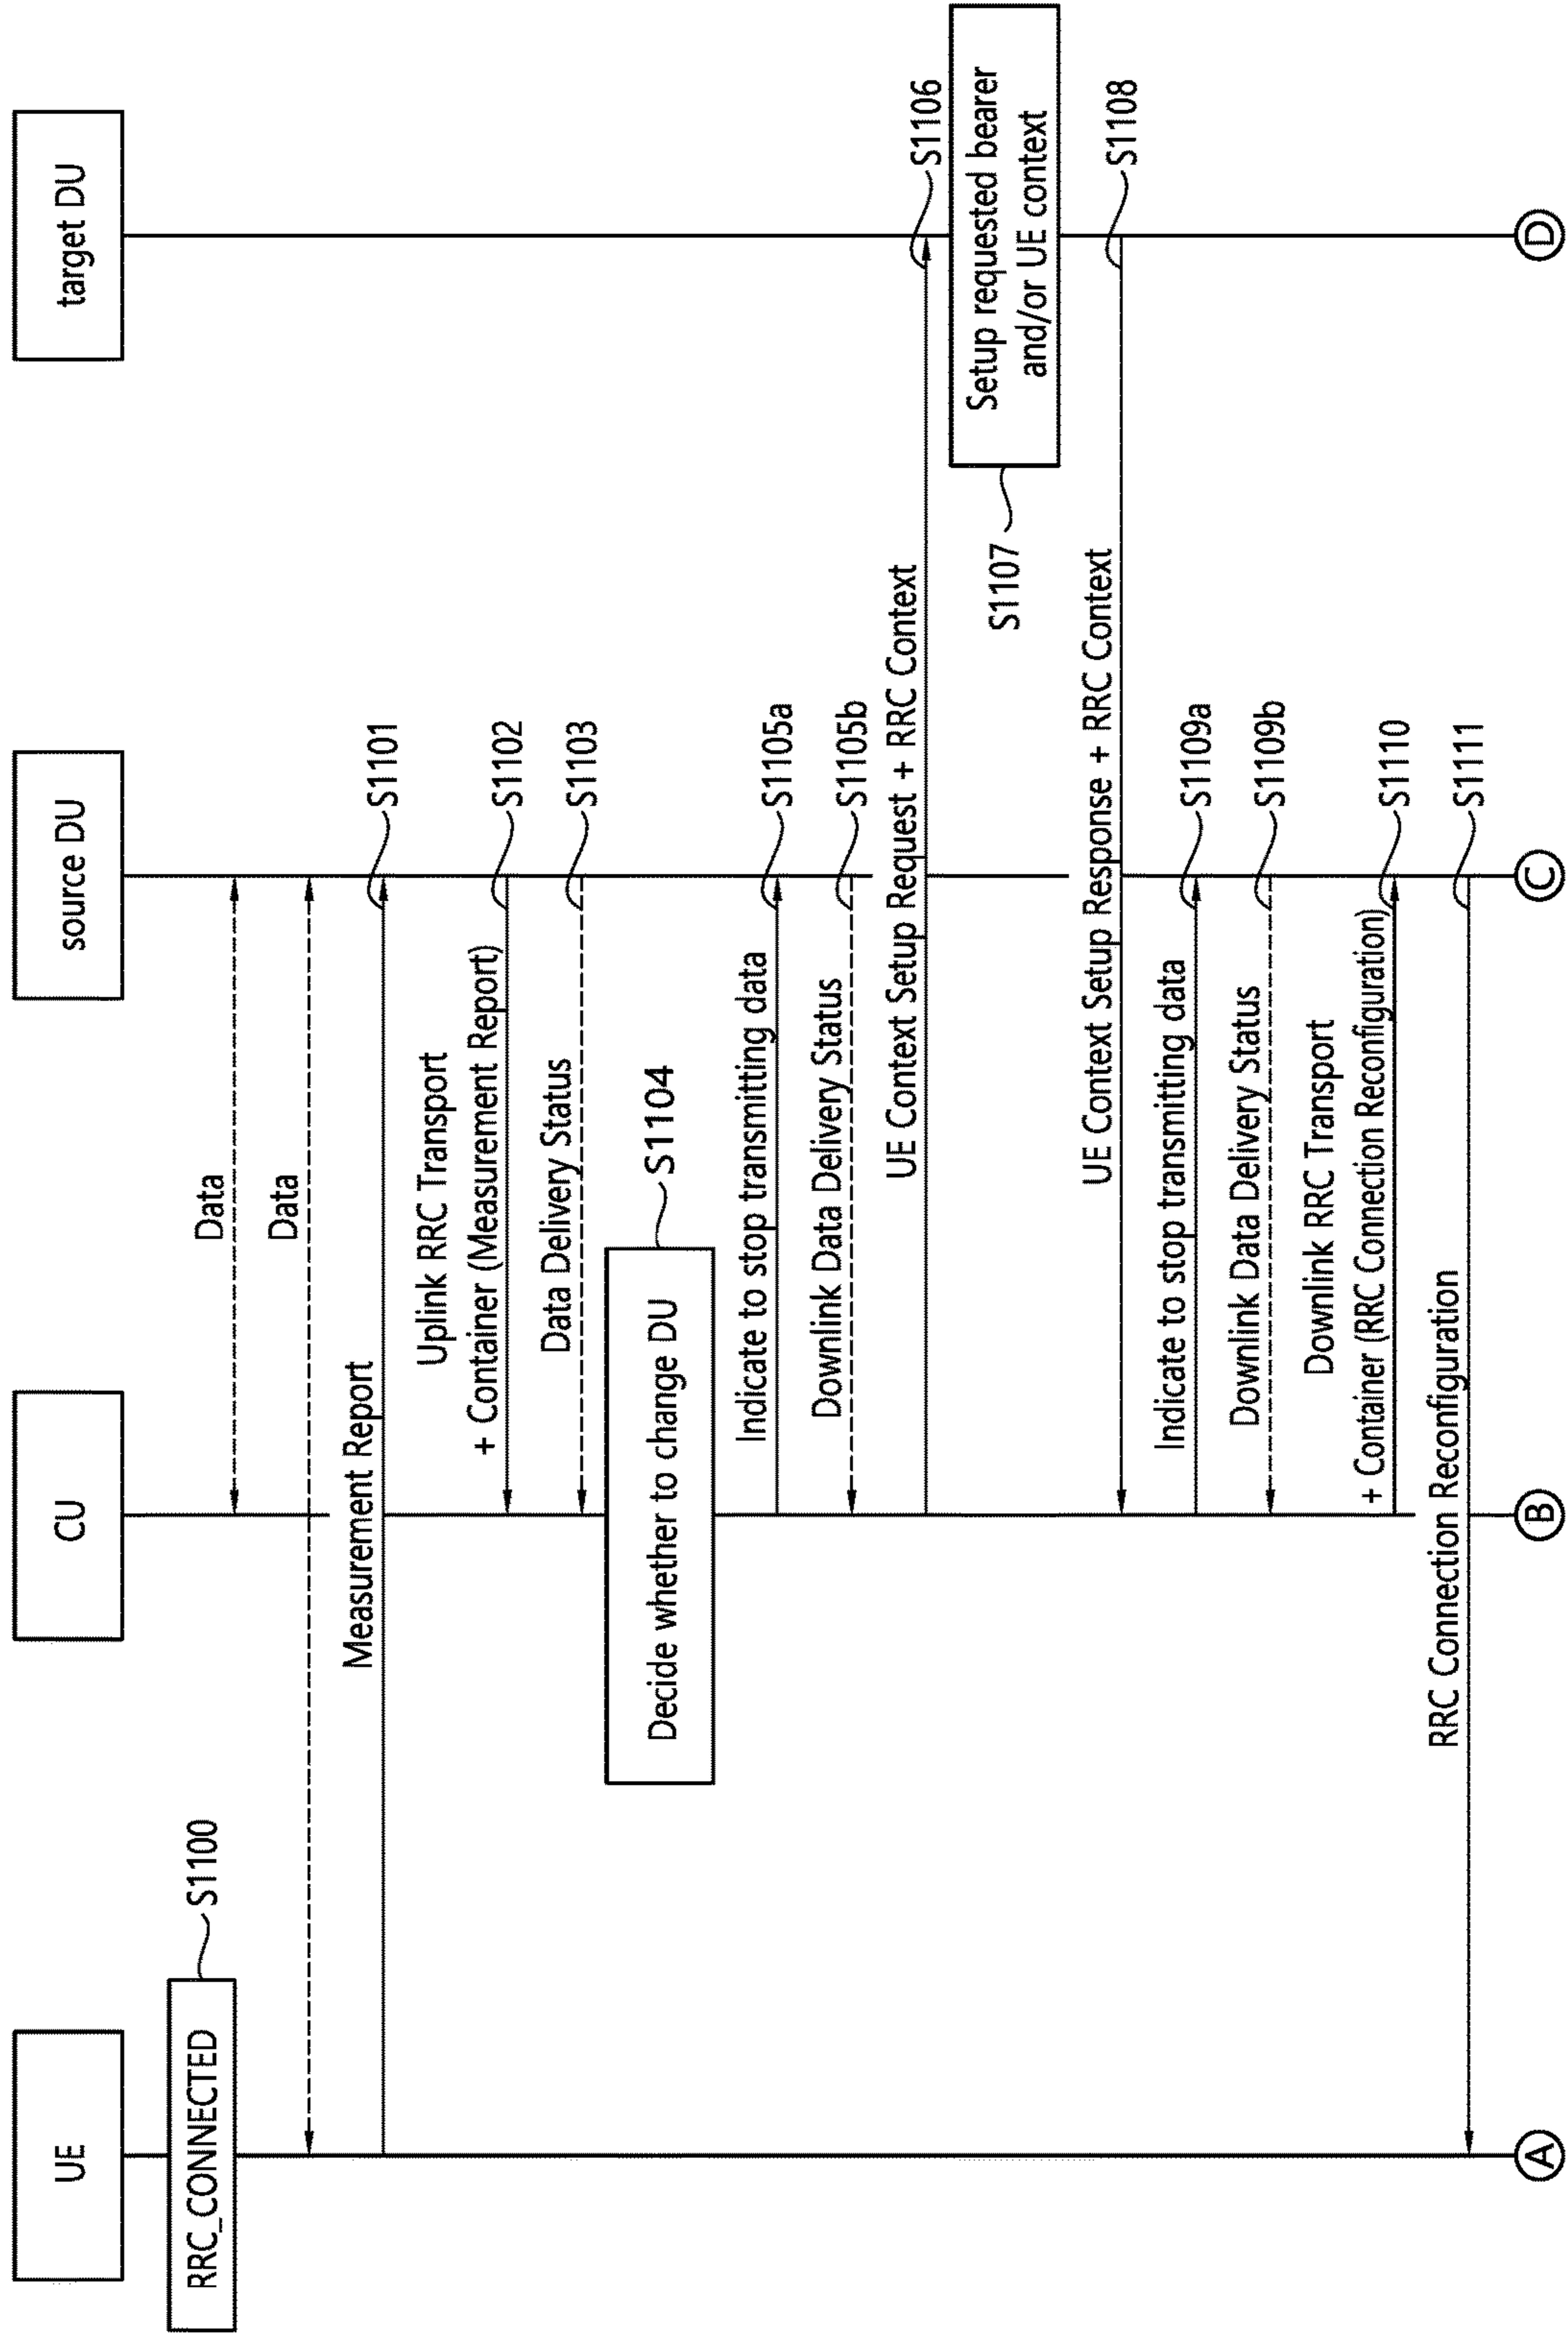 UE
CU
source DU
target DU
RRC_CONNECTED
S1100
Data
Data
Measurement Report
S1101
Uplink RRC Transport
+ Container (Measurement Report)
S1102
Data Delivery Status
S1103
Decide whether to change DU
S1104
Indicate to stop transmitting data
S1105a
Downlink Data Delivery Status
S1105b
UE Context Setup Request + RRC Context
S1106
Setup requested bearer
and/or UE context
S1107
UE Context Setup Response + RRC Context
S1108
Indicate to stop transmitting data
S1109a
Downlink Data Delivery Status
S1109b
Downlink RRC Transport
+ Container (RRC Connection Reconfiguration)
S1110
RRC Connection Reconfiguration
S1111
A
B
C
D